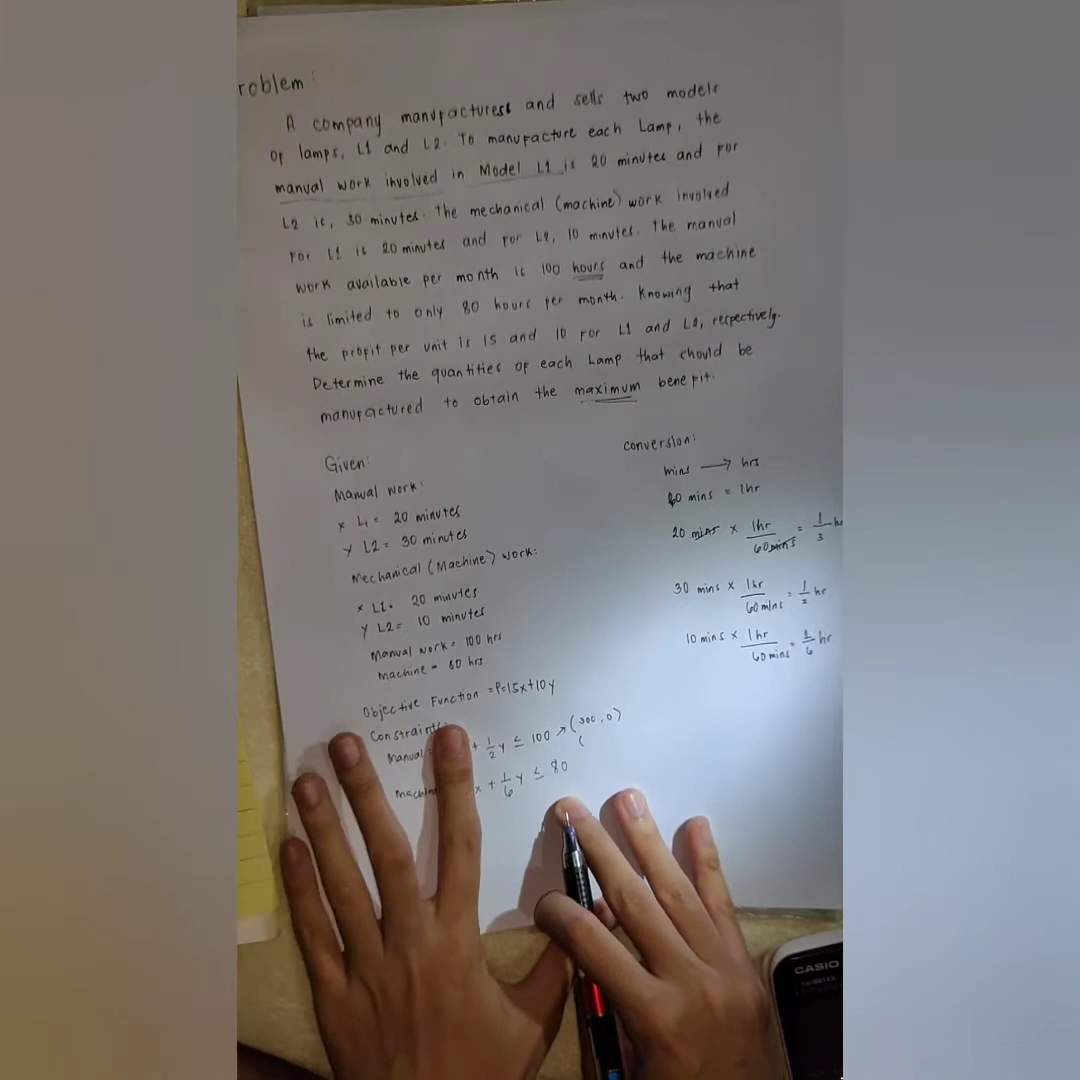 roblem:
A company manufactures and sells two models
of lamps, L1 and L2. To manufacture each Lamp, the
manual work involved in Model L1 is 20 minutes and for
L2 is, 30 minutes. The mechanical (machine) work involved
for L1 is 20 minutes and for L2, 10 minutes. The manual
work available per month is 100 hours and the machine
is limited to only 80 hours per month. Knowing that
the profit per unit is 15 and 10 for L1 and L2, respectively.
Determine the quantities of each Lamp that should be
manufactured to obtain the maximum benefit.
Given:
Manual work:
x L1 = 20 minutes
y L2 = 30 minutes
Mechanical (Machine) work:
x L1 = 20 minutes
y L2 = 10 minutes
Manual work = 100 hrs
Machine = 80 hrs
Objective Function = P=15x+10y
Constraints
Manual + 1/2 y ≤ 100 ↗ (300, 0)
(
Machin x + 1/6 y ≤ 80
conversion:
mins → hrs
60 mins = 1hr
20 mins × 1hr/60mins = 1/3 h
30 mins × 1hr/60mins = 1/2 hr
10 mins × 1hr/60mins = 1/6 hr
CASIO